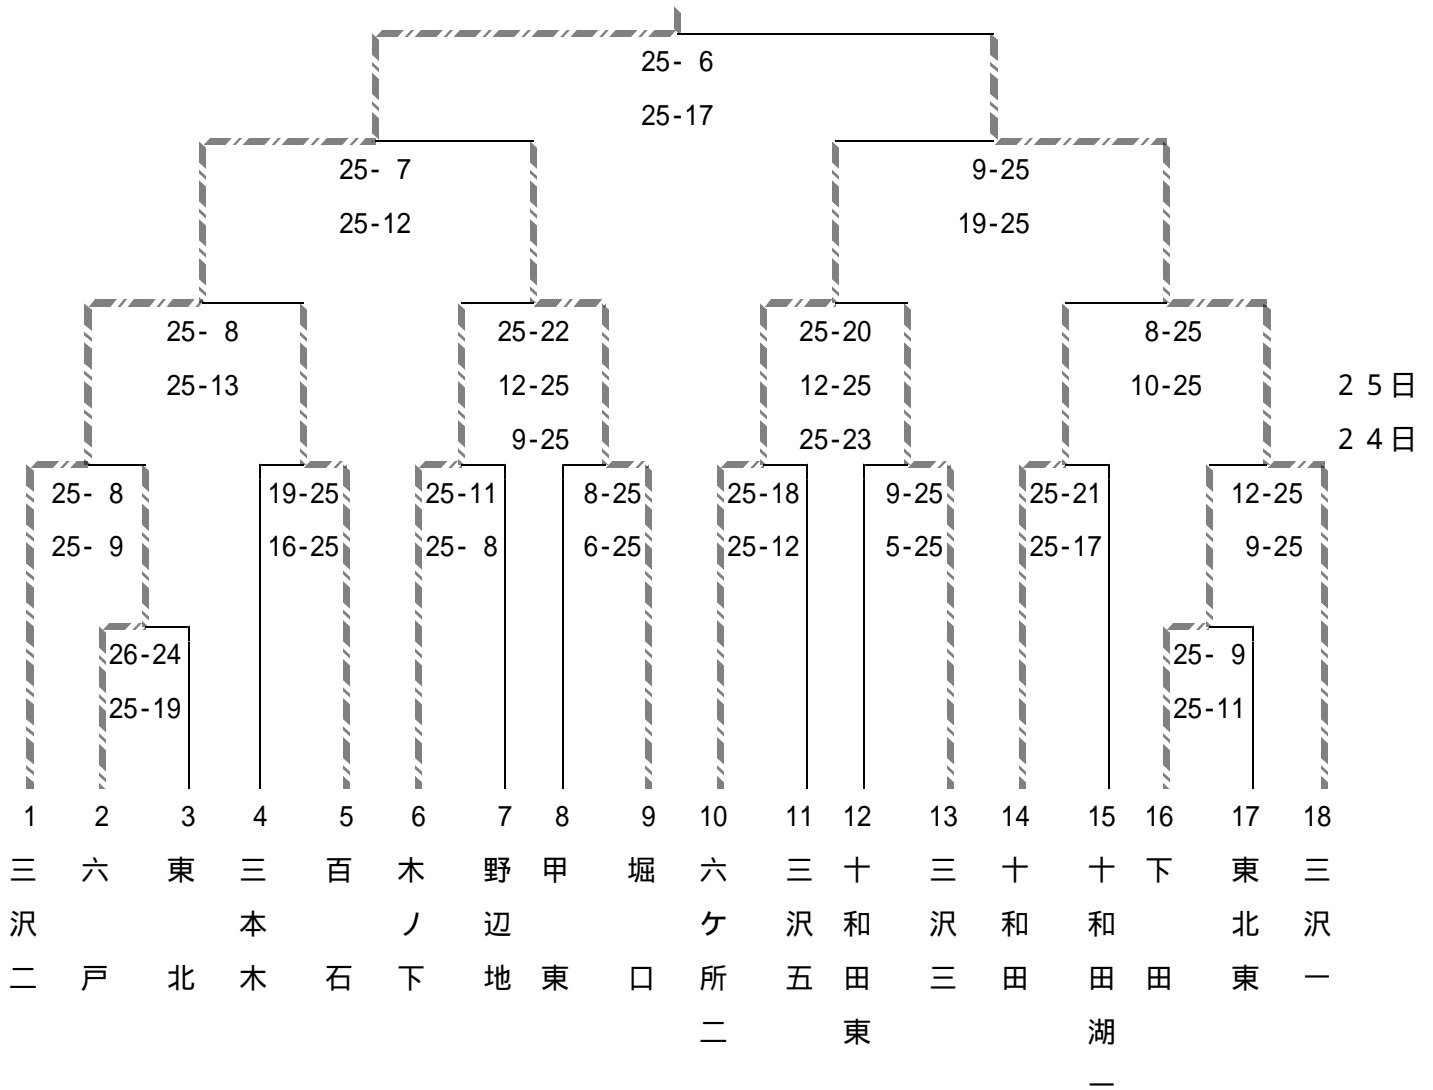 25- 6
25-17
25- 7
9-25
25-12
19-25
25- 8
25-22
25-20
8-25
25-13
12-25
12-25
10-25
２５日
9-25
25-23
２４日
25- 8
19-25
25-11
8-25
25-18
9-25
25-21
12-25
25- 9
16-25
25- 8
6-25
25-12
5-25
25-17
9-25
26-24
25- 9
25-19
25-11
1 2 3 4 5 6 7 8 9 10 11 12 13 14 15 16 17 18
三沢二
六戸
東北
三本木
百石
木ノ下
野辺地
甲東
堀口
六ケ所二
三沢五
十和田東
三沢三
十和田
十和田湖一
下田
東北東
三沢一